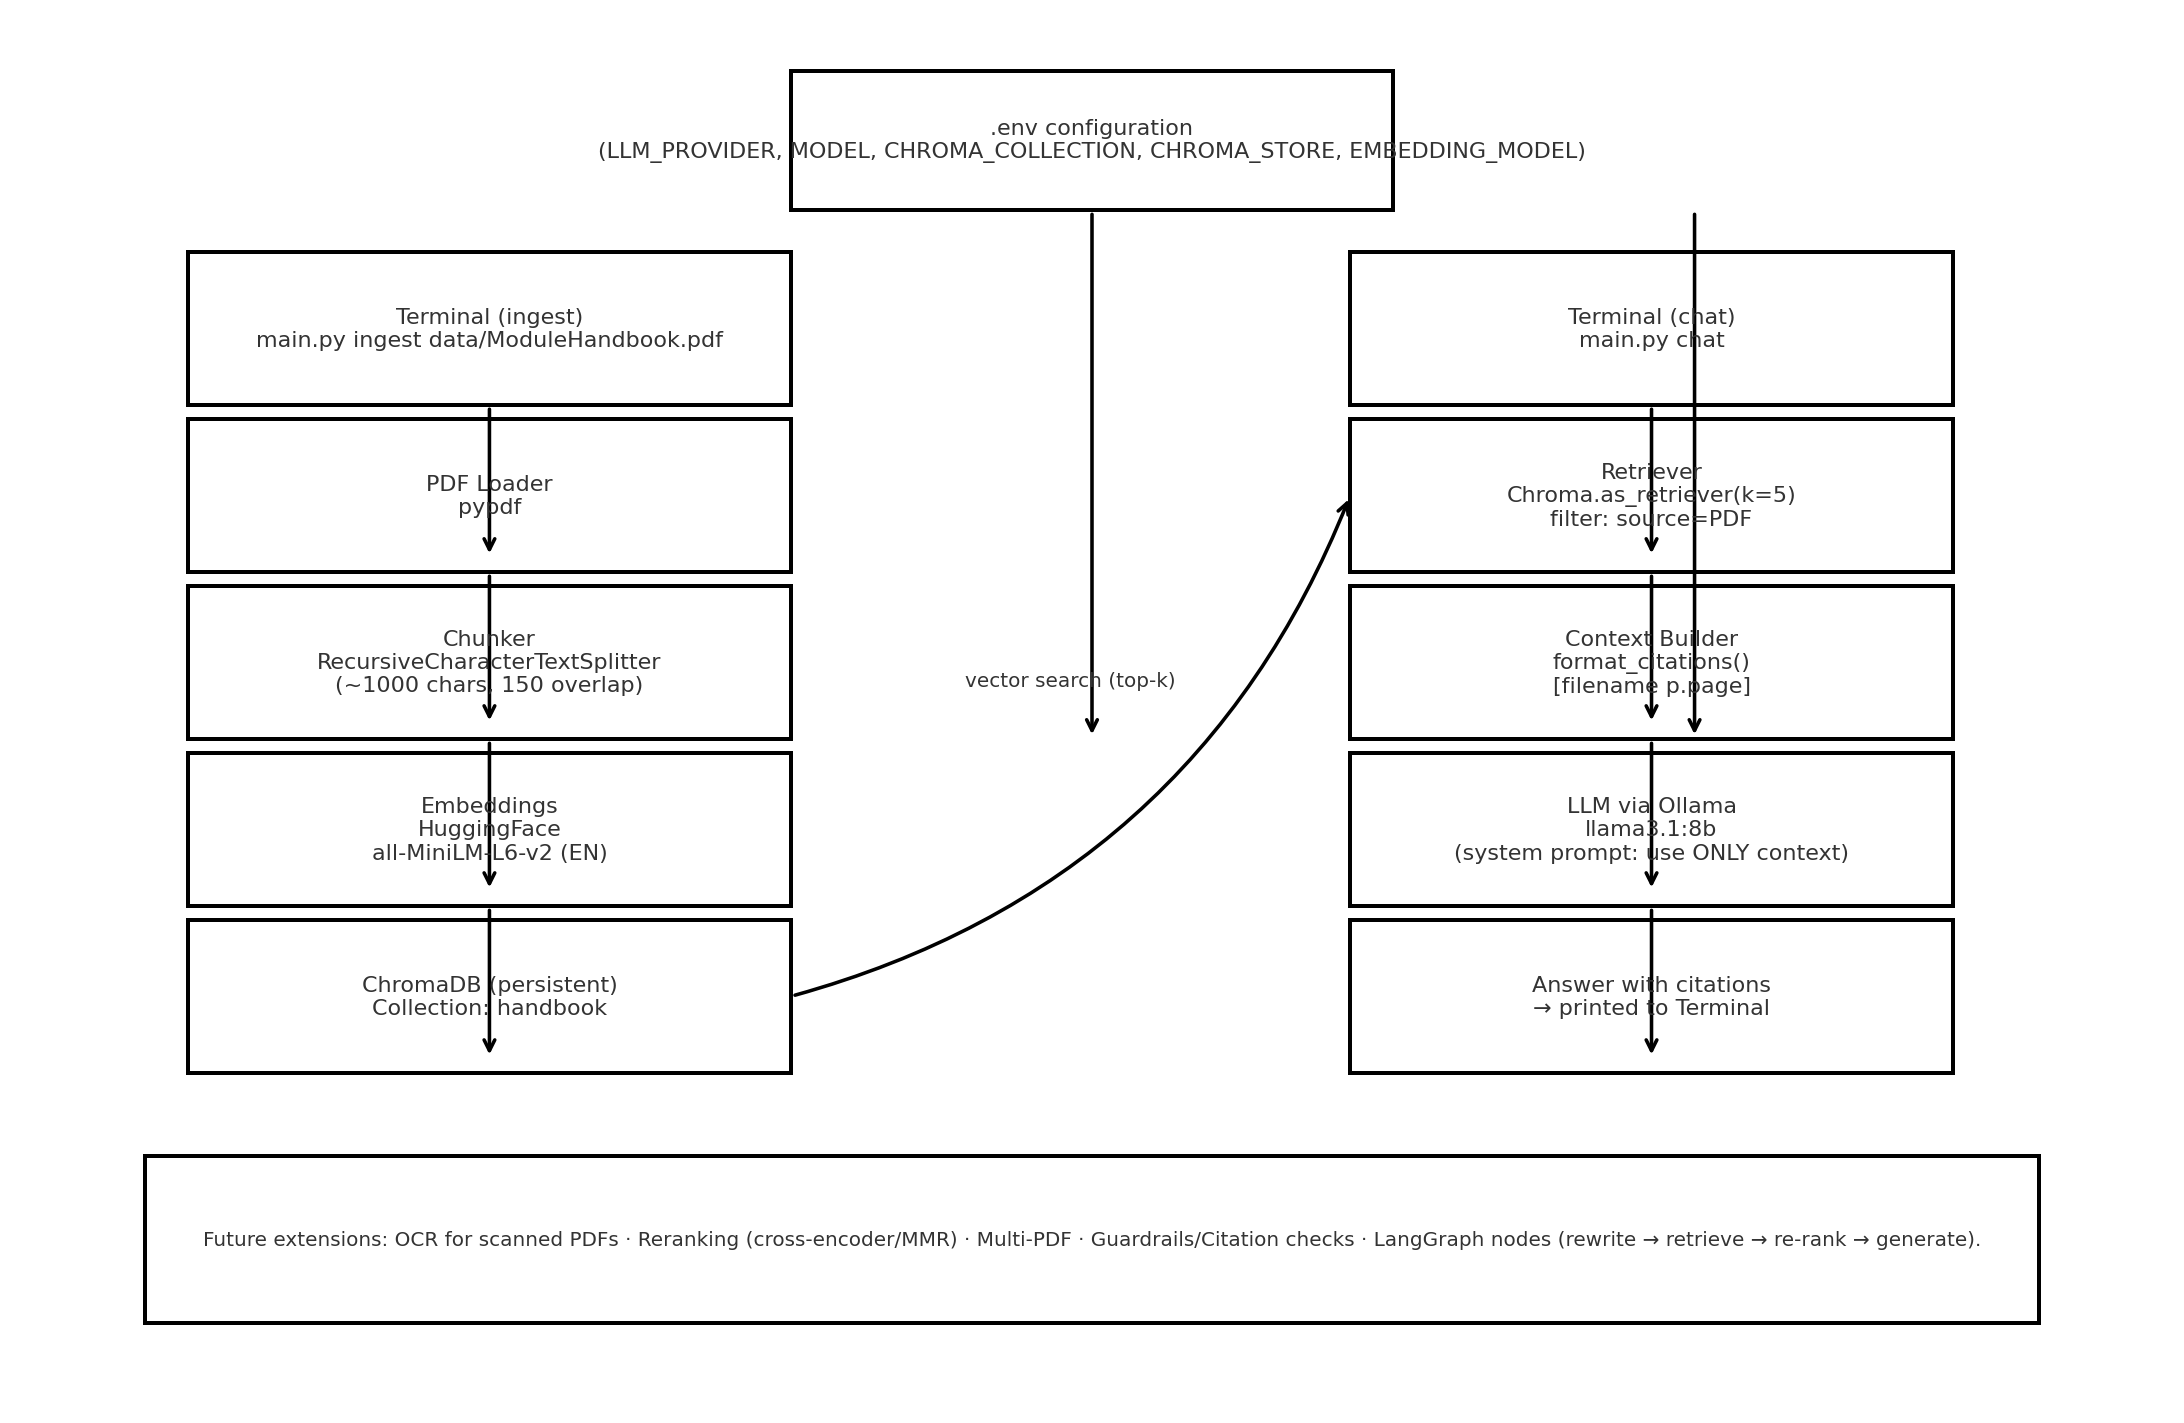 .env configuration
(LLM_PROVIDER, MODEL, CHROMA_COLLECTION, CHROMA_STORE, EMBEDDING_MODEL)
Terminal (ingest)
main.py ingest data/ModuleHandbook.pdf
PDF Loader
pypdf
Chunker
RecursiveCharacterTextSplitter
(~1000 chars, 150 overlap)
Embeddings
HuggingFace
all-MiniLM-L6-v2 (EN)
ChromaDB (persistent)
Collection: handbook
vector search (top-k)
Terminal (chat)
main.py chat
Retriever
Chroma.as_retriever(k=5)
filter: source=PDF
Context Builder
format_citations()
[filename p.page]
LLM via Ollama
llama3.1:8b
(system prompt: use ONLY context)
Answer with citations
→ printed to Terminal
Future extensions: OCR for scanned PDFs · Reranking (cross-encoder/MMR) · Multi-PDF · Guardrails/Citation checks · LangGraph nodes (rewrite → retrieve → re-rank → generate).